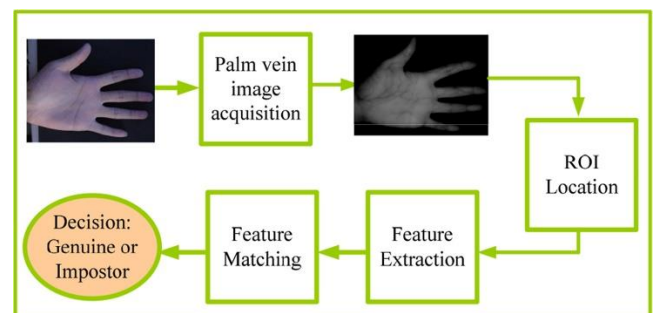 Palm vein
image
acquisition
ROI
Location
Feature
Extraction
Feature
Matching
Decision:
Genuine or
Impostor